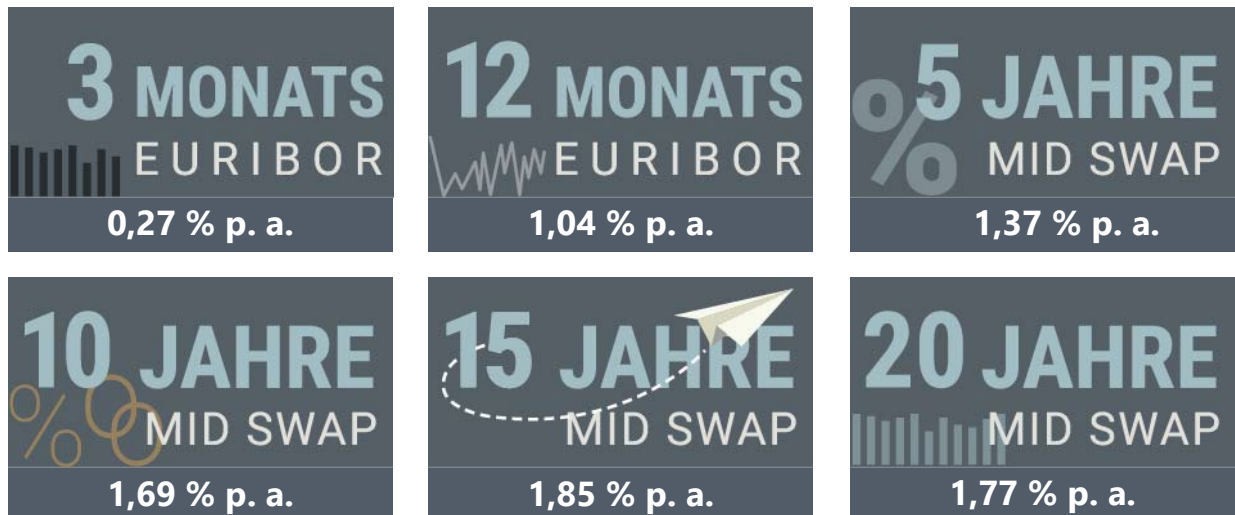 3 MONATS
EURIBOR
0,27 % p. a.
12 MONATS
EURIBOR
1,04 % p. a.
%
5 JAHRE
MID SWAP
1,37 % p. a.
10 JAHRE
%
MID SWAP
1,69 % p. a.
15 JAHRE
MID SWAP
1,85 % p. a.
20 JAHRE
MID SWAP
1,77 % p. a.